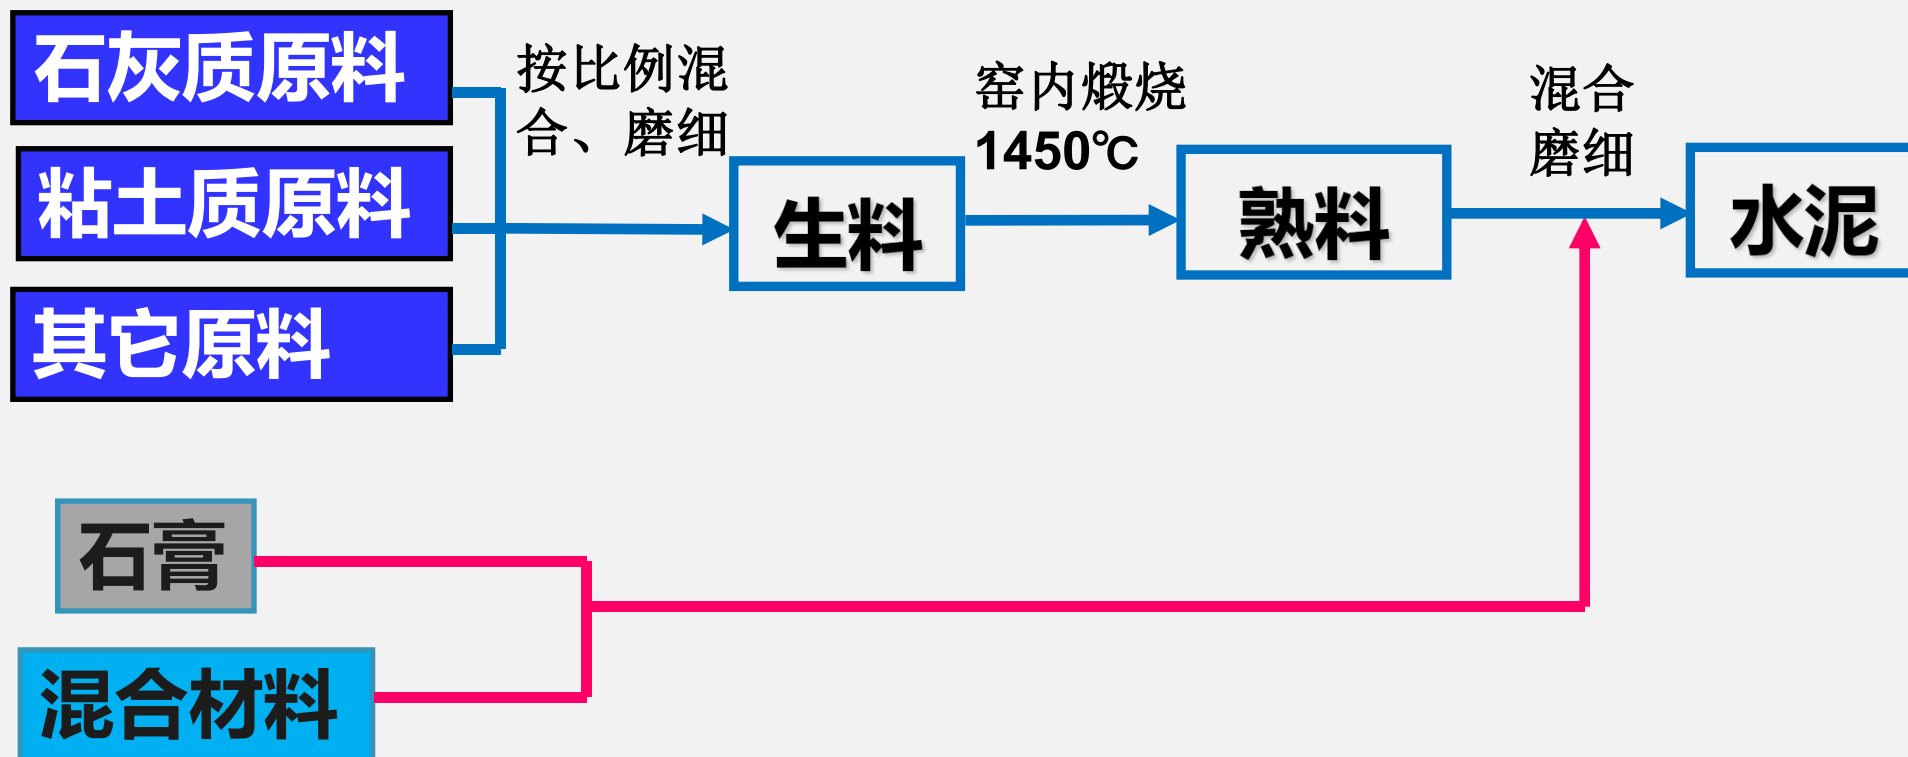 石灰质原料
粘土质原料
其它原料
按比例混
合、磨细
生料
窑内煅烧
1450℃
熟料
混合
磨细
水泥
石膏
混合材料